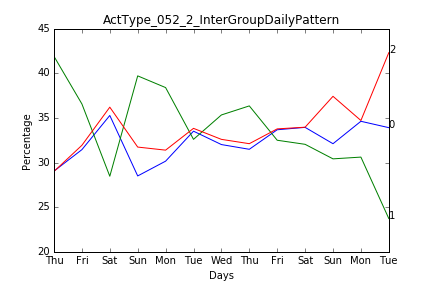 ActType_052_2_InterGroupDailyPattern
45
40
35
30
25
20
Percentage
2
0
1
Thu Fri Sat Sun Mon Tue Wed Thu Fri Sat Sun Mon Tue
Days